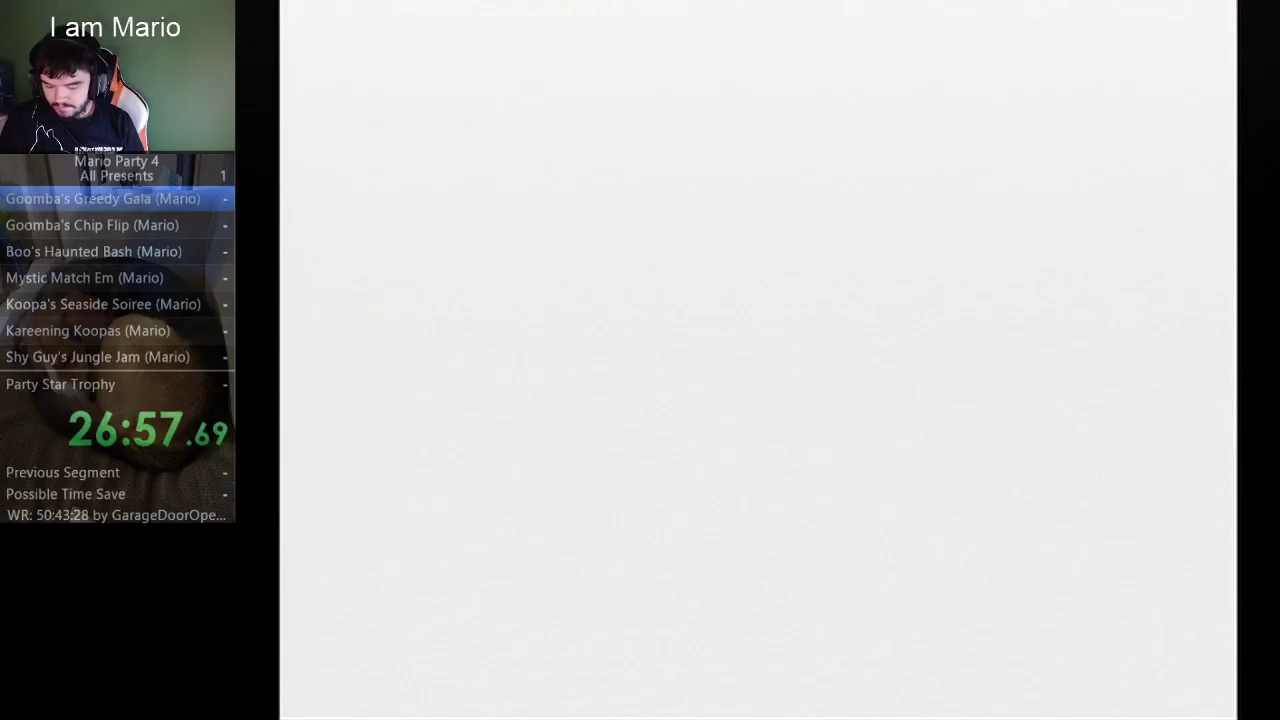 I am Mario
Mario Party 4
All Presents 1
Goomba's Greedy Gala (Mario) -
Goomba's Chip Flip (Mario) -
Boo's Haunted Bash (Mario) -
Mystic Match Em (Mario) -
Koopa's Seaside Soiree (Mario) -
Kareening Koopas (Mario) -
Shy Guy's Jungle Jam (Mario) -
Party Star Trophy -
26:57.69
Previous Segment -
Possible Time Save -
WR: 50:43:28 by GarageDoorOpe...